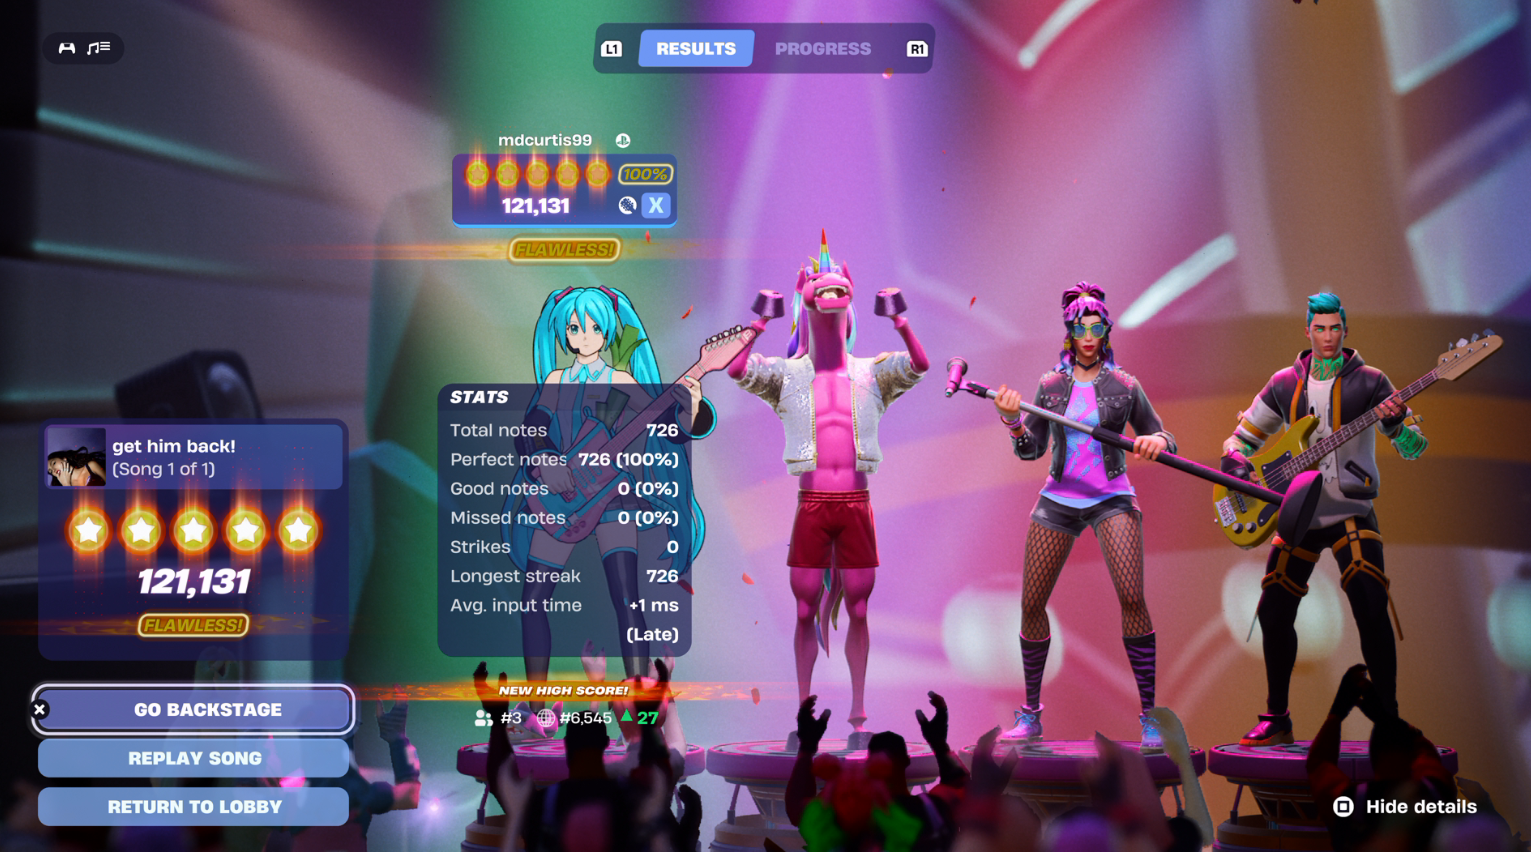 L1
RESULTS
PROGRESS
R1
mdcurtis99
100%
121,131
X
FLAWLESS!
STATS
Total notes 726
Perfect notes 726 (100%)
Good notes 0 (0%)
Missed notes 0 (0%)
Strikes 0
Longest streak 726
Avg. input time +1 ms
(Late)
NEW HIGH SCORE!
#3 #6,545 27
get him back!
(Song 1 of 1)
121,131
FLAWLESS!
GO BACKSTAGE
REPLAY SONG
RETURN TO LOBBY
Hide details